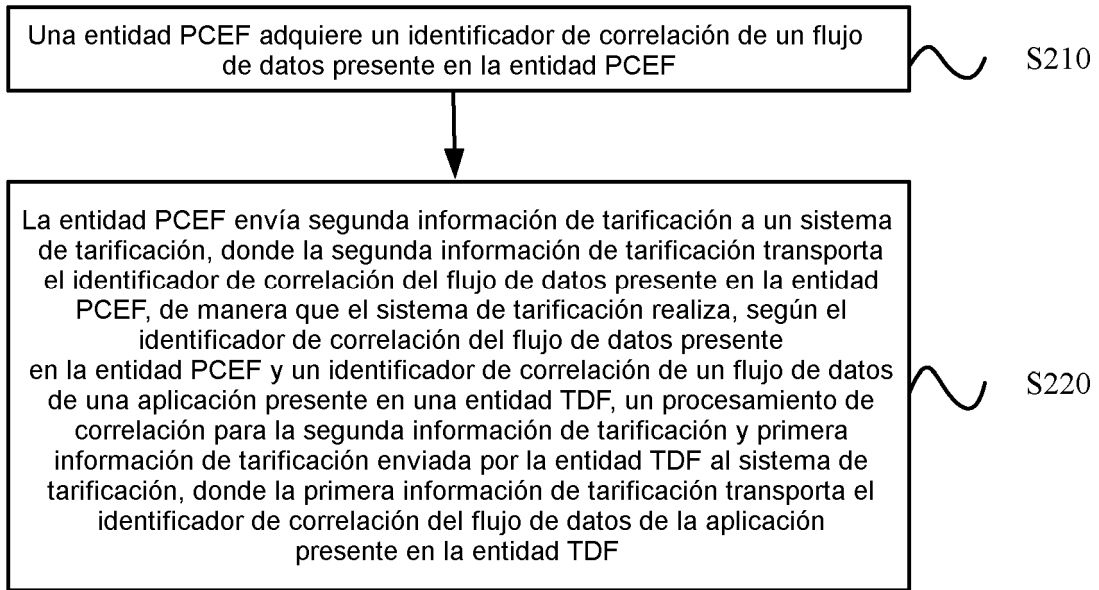 Una entidad PCEF adquiere un identificador de correlación de un flujo
de datos presente en la entidad PCEF
S210
La entidad PCEF envía segunda información de tarificación a un sistema
de tarificación, donde la segunda información de tarificación transporta
el identificador de correlación del flujo de datos presente en la entidad
PCEF, de manera que el sistema de tarificación realiza, según el
identificador de correlación del flujo de datos presente
en la entidad PCEF y un identificador de correlación de un flujo de datos
de una aplicación presente en una entidad TDF, un procesamiento de
correlación para la segunda información de tarificación y primera
información de tarificación enviada por la entidad TDF al sistema de
tarificación, donde la primera información de tarificación transporta el
identificador de correlación del flujo de datos de la aplicación
presente en la entidad TDF
S220